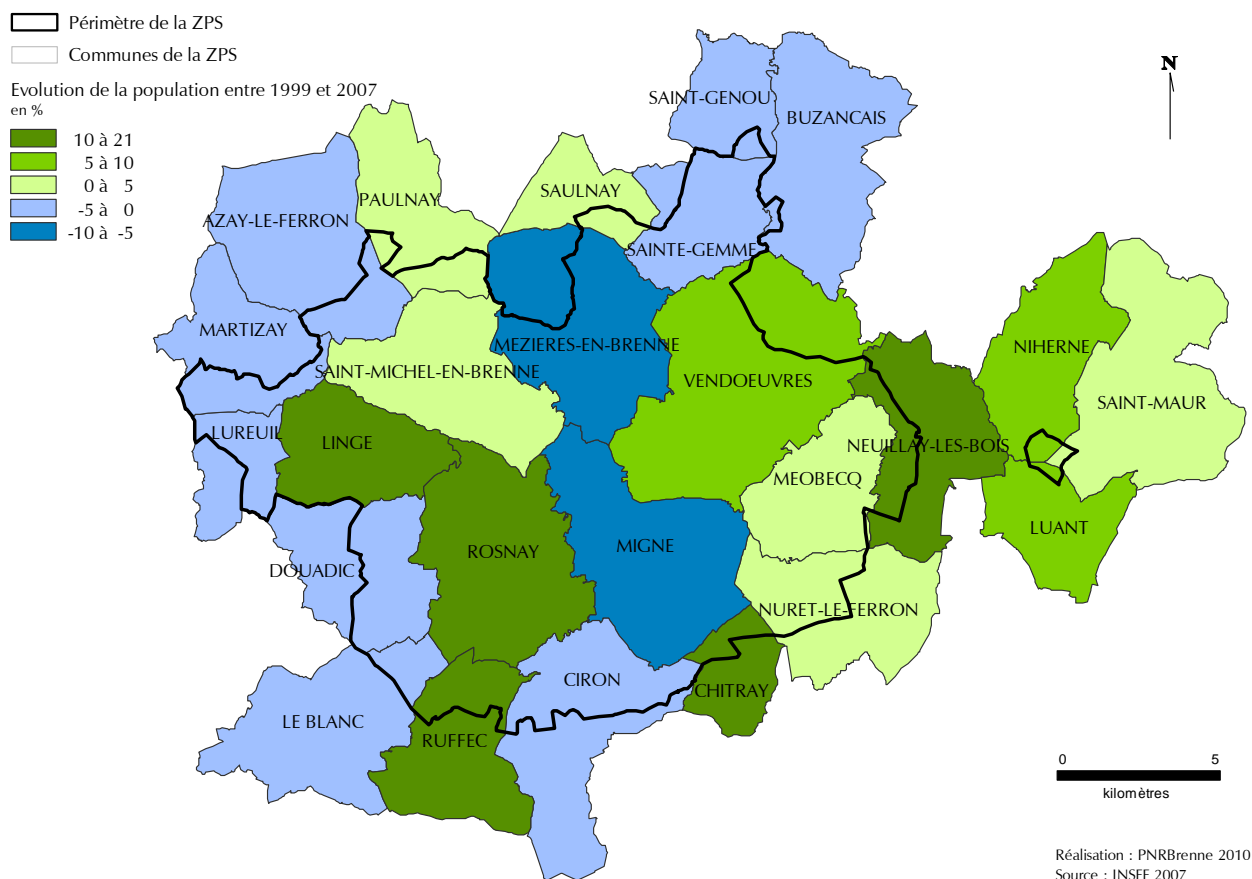 Périmètre de la ZPS
Communes de la ZPS
Evolution de la population entre 1999 et 2007
en %
10 à 21
5 à 10
0 à 5
-5 à 0
-10 à -5
N
SAINT-GENOU
BUZANCAIS
PAULNAY
SAULNAY
AZAY-LE-FERRON
SAINTE-GEMME
MARTIZAY
MEZIERES-EN-BRENNE
NIHERNE
SAINT-MICHEL-EN-BRENNE
VENDOEUVRES
SAINT-MAUR
LUREUIL
LINGE
NEUILLAY-LES-BOIS
MEOBECQ
LUANT
ROSNAY
MIGNE
DOUADIC
NURET-LE-FERRON
CIRON
CHITRAY
LE BLANC
RUFFEC
0 5
kilomètres
Réalisation : PNRBrenne 2010
Source : INSEE 2007